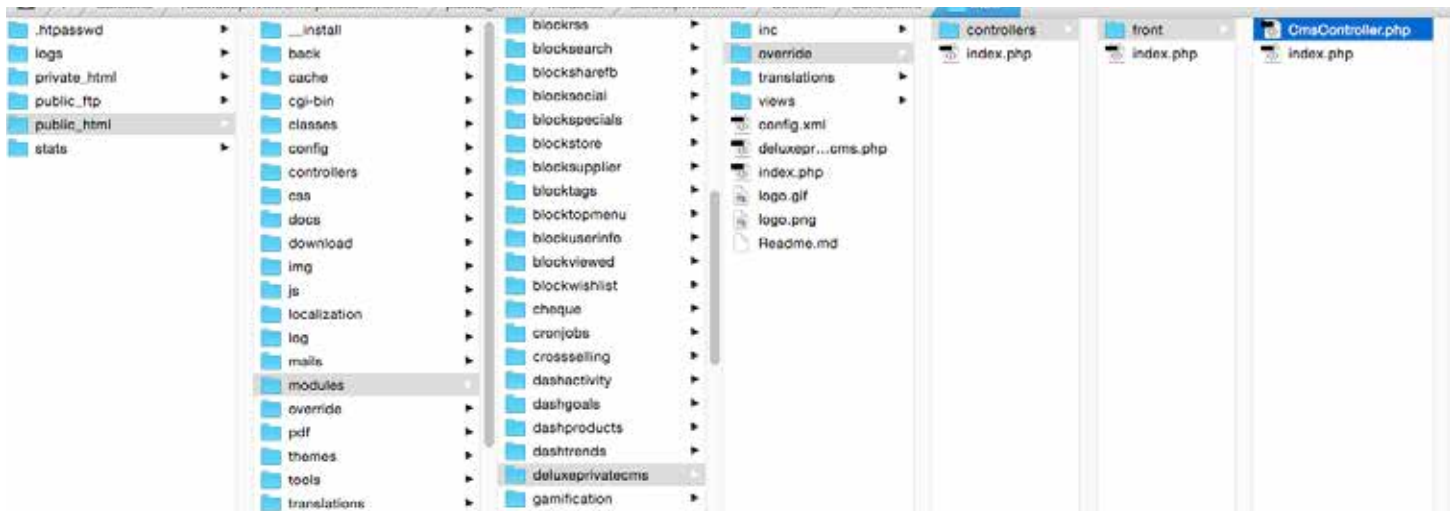 .htpasswd
logs
private_html
public_ftp
public_html
stats
__install
back
cache
cgi-bin
classes
config
controllers
css
docs
download
img
js
localization
log
mails
modules
override
pdf
themes
tools
translations
blockrss
blocksearch
blocksharefb
blocksocial
blockspecials
blockstore
blocksupplier
blocktags
blocktopmenu
blockuserinfo
blockviewed
blockwishlist
cheque
cronjobs
crossselling
dashactivity
dashgoals
dashproducts
dashtrends
deluxeprivatecms
gamification
inc
override
translations
views
config.xml
deluxepr...cms.php
index.php
logo.gif
logo.png
Readme.md
controllers
index.php
front
index.php
CmsController.php
index.php